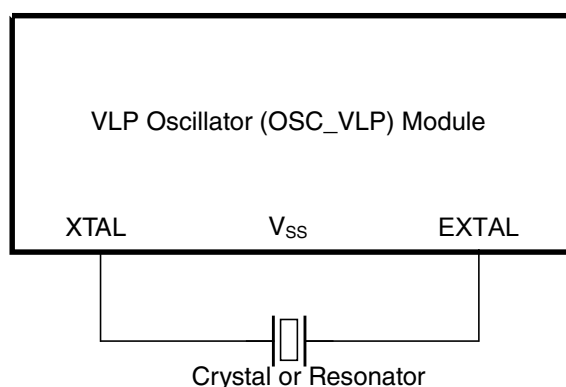 VLP Oscillator (OSC_VLP) Module
XTAL VSS EXTAL
Crystal or Resonator